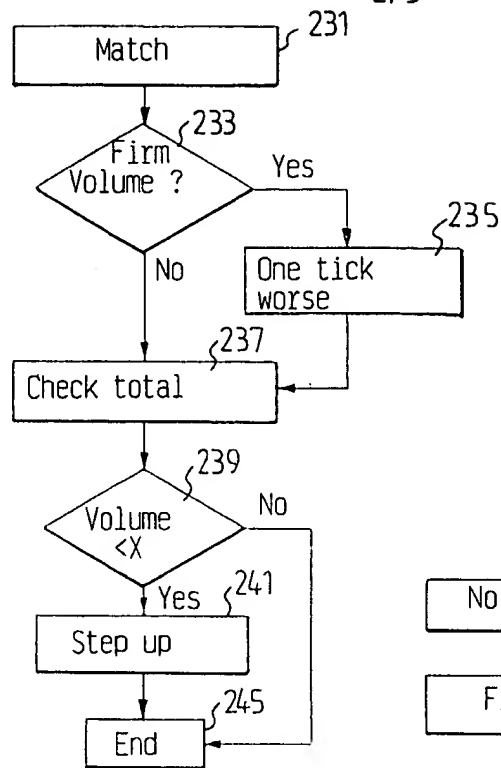 231
Match
233
Firm
Volume ?
Yes
235
One tick
worse
No
237
Check total
239
Volume
<X
No
Yes
241
Step up
No
245
End